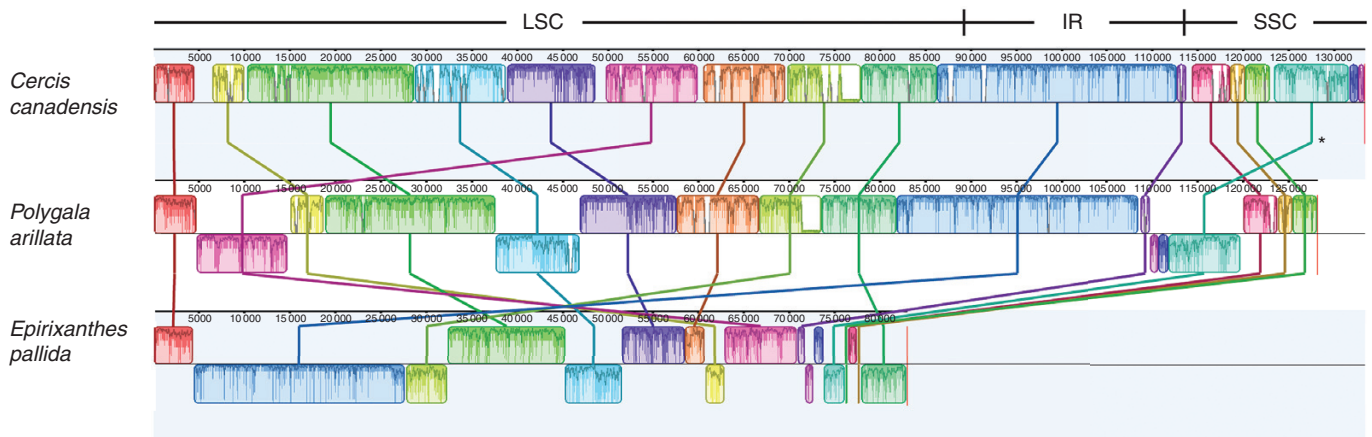 LSC IR SSC
5000 10 000 15 000 20 000 25 000 30 000 35 000 40 000 45 000 50 000 55 000 60 000 65 000 70 000 75 000 80 000 85 000 90 000 95 000 100 000 105 000 110 000 115 000 120 000 125 000 130 000
Cercis
canadensis
*
5000 10 000 15 000 20 000 25 000 30 000 35 000 40 000 45 000 50 000 55 000 60 000 65 000 70 000 75 000 80 000 85 000 90 000 95 000 100 000 105 000 110 000 115 000 120 000 125 000
Polygala
arillata
5000 10 000 15 000 20 000 25 000 30 000 35 000 40 000 45 000 50 000 55 000 60 000 65 000 70 000 75 000 80 000
Epirixanthes
pallida